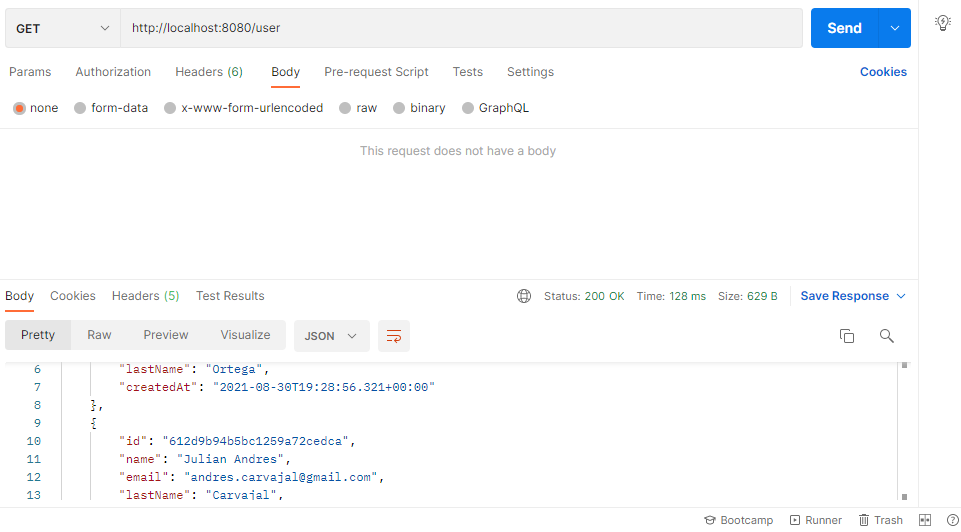 GET http://localhost:8080/user Send
Params Authorization Headers (6) Body Pre-request Script Tests Settings Cookies
none form-data x-www-form-urlencoded raw binary GraphQL
This request does not have a body
Body Cookies Headers (5) Test Results Status: 200 OK Time: 128 ms Size: 629 B Save Response
Pretty Raw Preview Visualize JSON
6 "lastName": "Ortega",
7 "createdAt": "2021-08-30T19:28:56.321+00:00"
8 },
9 {
10 "id": "612d9b94b5bc1259a72cedca",
11 "name": "Julian Andres",
12 "email": "andres.carvajal@gmail.com",
13 "lastName": "Carvajal",
Bootcamp Runner Trash